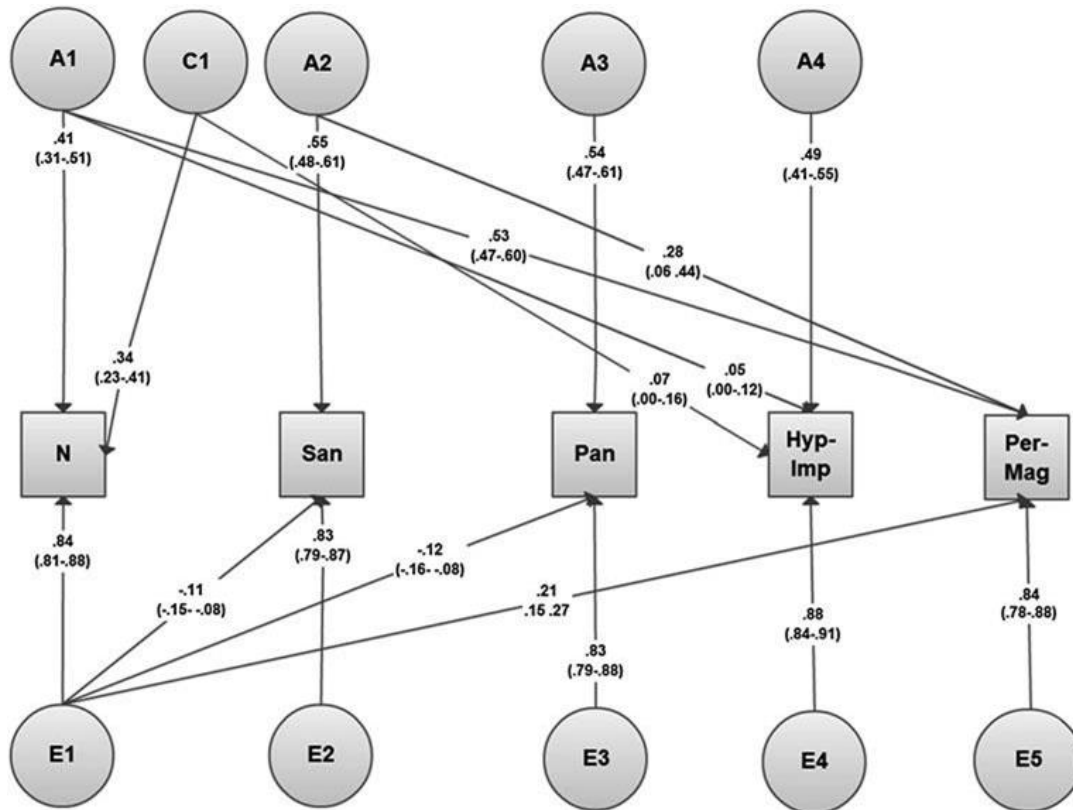 A1
C1
A2
A3
A4
.41
(.31-.51)
.55
(.48-.61)
.54
(.47-.61)
.49
(.41-.55)
.53
(.47-.60)
.28
(.06 .44)
.34
(.23-.41)
.07
(.00-.16)
.05
(.00-.12)
N
San
Pan
Hyp-
Imp
Per-
Mag
.84
(.81-.88)
.83
(.79-.87)
-.12
(-.16- -.08)
-.11
(-.15- -.08)
.21
.15 .27
.83
(.79-.88)
.88
(.84-.91)
.84
(.78-.88)
E1
E2
E3
E4
E5